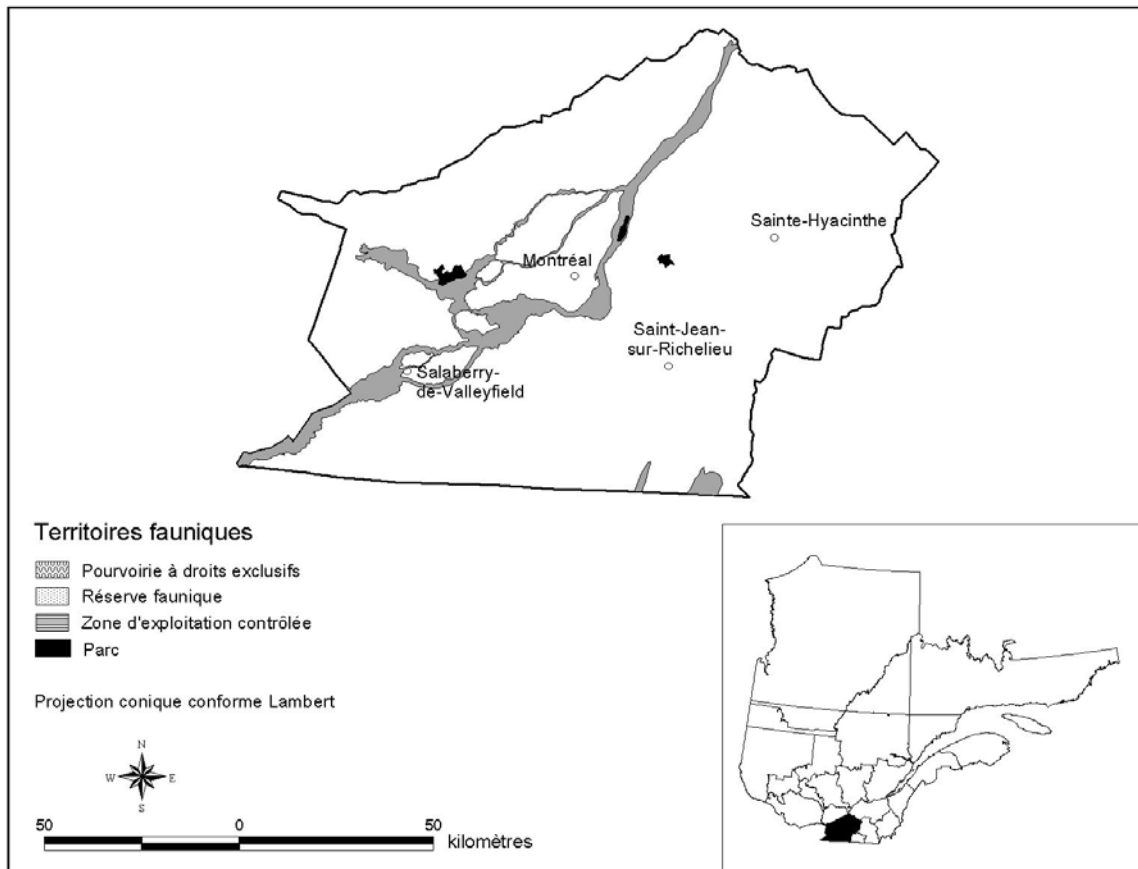 Sainte-Hyacinthe
Montréal
Saint-Jean-
sur-Richelieu
Salaberry-
de-Valleyfield
Territoires fauniques
Pourvoirie à droits exclusifs
Réserve faunique
Zone d'exploitation contrôlée
Parc
Projection conique conforme Lambert
N
W E
S
50 0 50
kilomètres